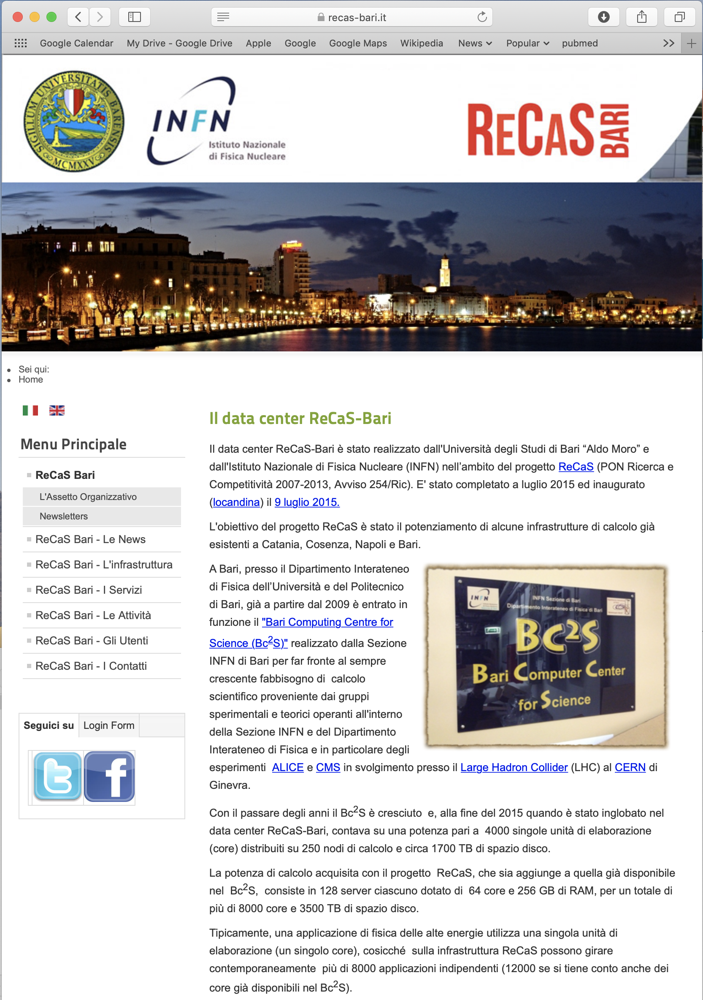 recas-bari.it
Google Calendar My Drive - Google Drive Apple Google Google Maps Wikipedia News Popular pubmed
SIGILLUM UNIVERSITATIS BARENSIS
MCMXXV
INFN
Istituto Nazionale
di Fisica Nucleare
ReCaS BARI
Sei qui:
Home
Menu Principale
ReCaS Bari
L'Assetto Organizzativo
Newsletters
ReCaS Bari - Le News
ReCaS Bari - L'infrastruttura
ReCaS Bari - I Servizi
ReCaS Bari - Le Attività
ReCaS Bari - Gli Utenti
ReCaS Bari - I Contatti
Seguici su Login Form
Il data center ReCaS-Bari
Il data center ReCaS-Bari è stato realizzato dall'Università degli Studi di Bari “Aldo Moro” e
dall'Istituto Nazionale di Fisica Nucleare (INFN) nell’ambito del progetto ReCaS (PON Ricerca e
Competitività 2007-2013, Avviso 254/Ric). E' stato completato a luglio 2015 ed inaugurato
(locandina) il 9 luglio 2015.
L'obiettivo del progetto ReCaS è stato il potenziamento di alcune infrastrutture di calcolo già
esistenti a Catania, Cosenza, Napoli e Bari.
A Bari, presso il Dipartimento Interateneo
di Fisica dell’Università e del Politecnico
di Bari, già a partire dal 2009 è entrato in
funzione il "Bari Computing Centre for
Science (Bc²S)" realizzato dalla Sezione
INFN di Bari per far fronte al sempre
crescente fabbisogno di calcolo
scientifico proveniente dai gruppi
sperimentali e teorici operanti all'interno
della Sezione INFN e del Dipartimento
Interateneo di Fisica e in particolare degli
esperimenti ALICE e CMS in svolgimento presso il Large Hadron Collider (LHC) al CERN di
Ginevra.
INFN
INFN Sezione di Bari
Dipartimento Interateneo di Fisica di Bari
Bc²S
Bari Computer Center
for Science
Con il passare degli anni il Bc²S è cresciuto e, alla fine del 2015 quando è stato inglobato nel
data center ReCaS-Bari, contava su una potenza pari a 4000 singole unità di elaborazione
(core) distribuiti su 250 nodi di calcolo e circa 1700 TB di spazio disco.
La potenza di calcolo acquisita con il progetto ReCaS, che sia aggiunge a quella già disponibile
nel Bc²S, consiste in 128 server ciascuno dotato di 64 core e 256 GB di RAM, per un totale di
più di 8000 core e 3500 TB di spazio disco.
Tipicamente, una applicazione di fisica delle alte energie utilizza una singola unità di
elaborazione (un singolo core), cosicché sulla infrastruttura ReCaS possono girare
contemporaneamente più di 8000 applicazioni indipendenti (12000 se si tiene conto anche dei
core già disponibili nel Bc²S).